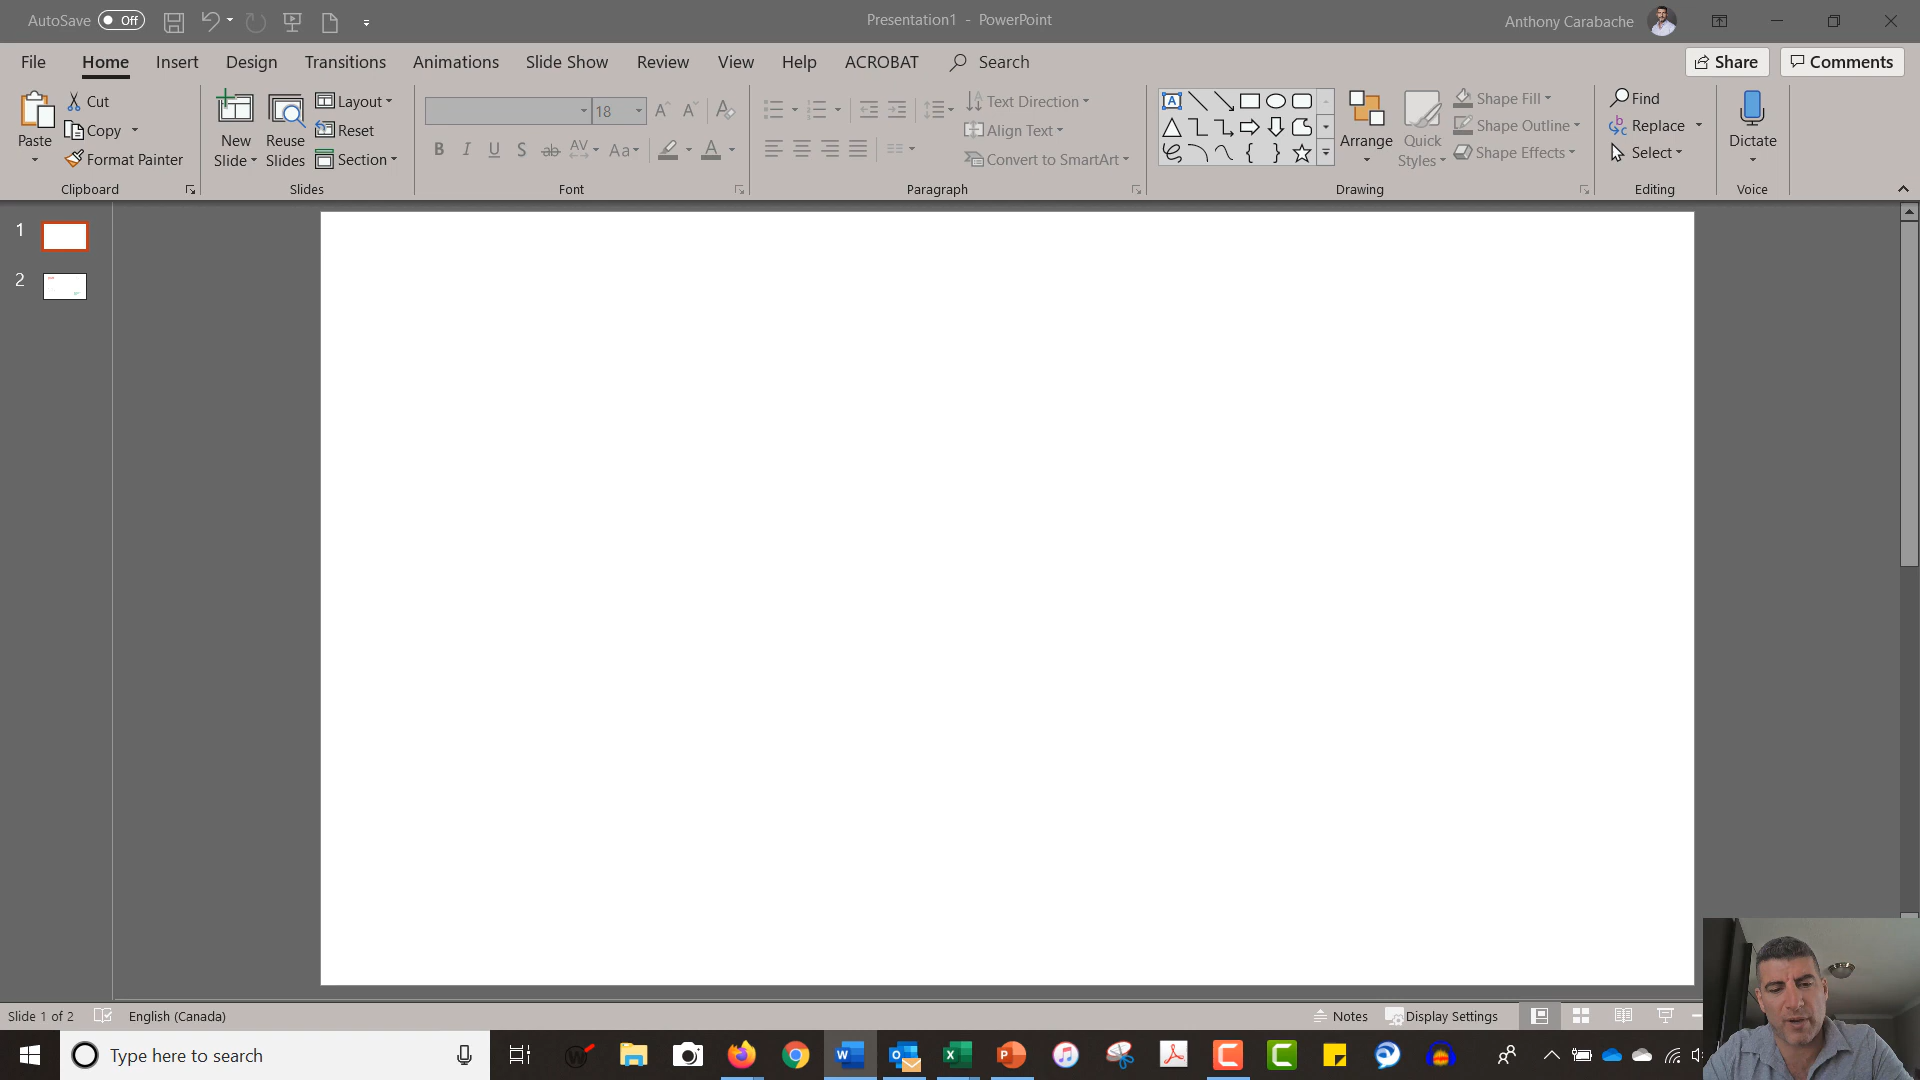 AutoSave Off
Presentation1 - PowerPoint
Anthony Carabache
File Home Insert Design Transitions Animations Slide Show Review View Help ACROBAT Search
Share Comments
Paste
Cut
Copy
Format Painter
Clipboard
New Slide
Reuse Slides
Layout
Reset
Section
Slides
18
B I U S ab AV Aa A
Font
Text Direction
Align Text
Convert to SmartArt
Paragraph
Arrange
Quick Styles
Shape Fill
Shape Outline
Shape Effects
Drawing
Find
Replace
Select
Editing
Dictate
Voice
1
2
Slide 1 of 2
English (Canada)
Notes
Display Settings
Type here to search